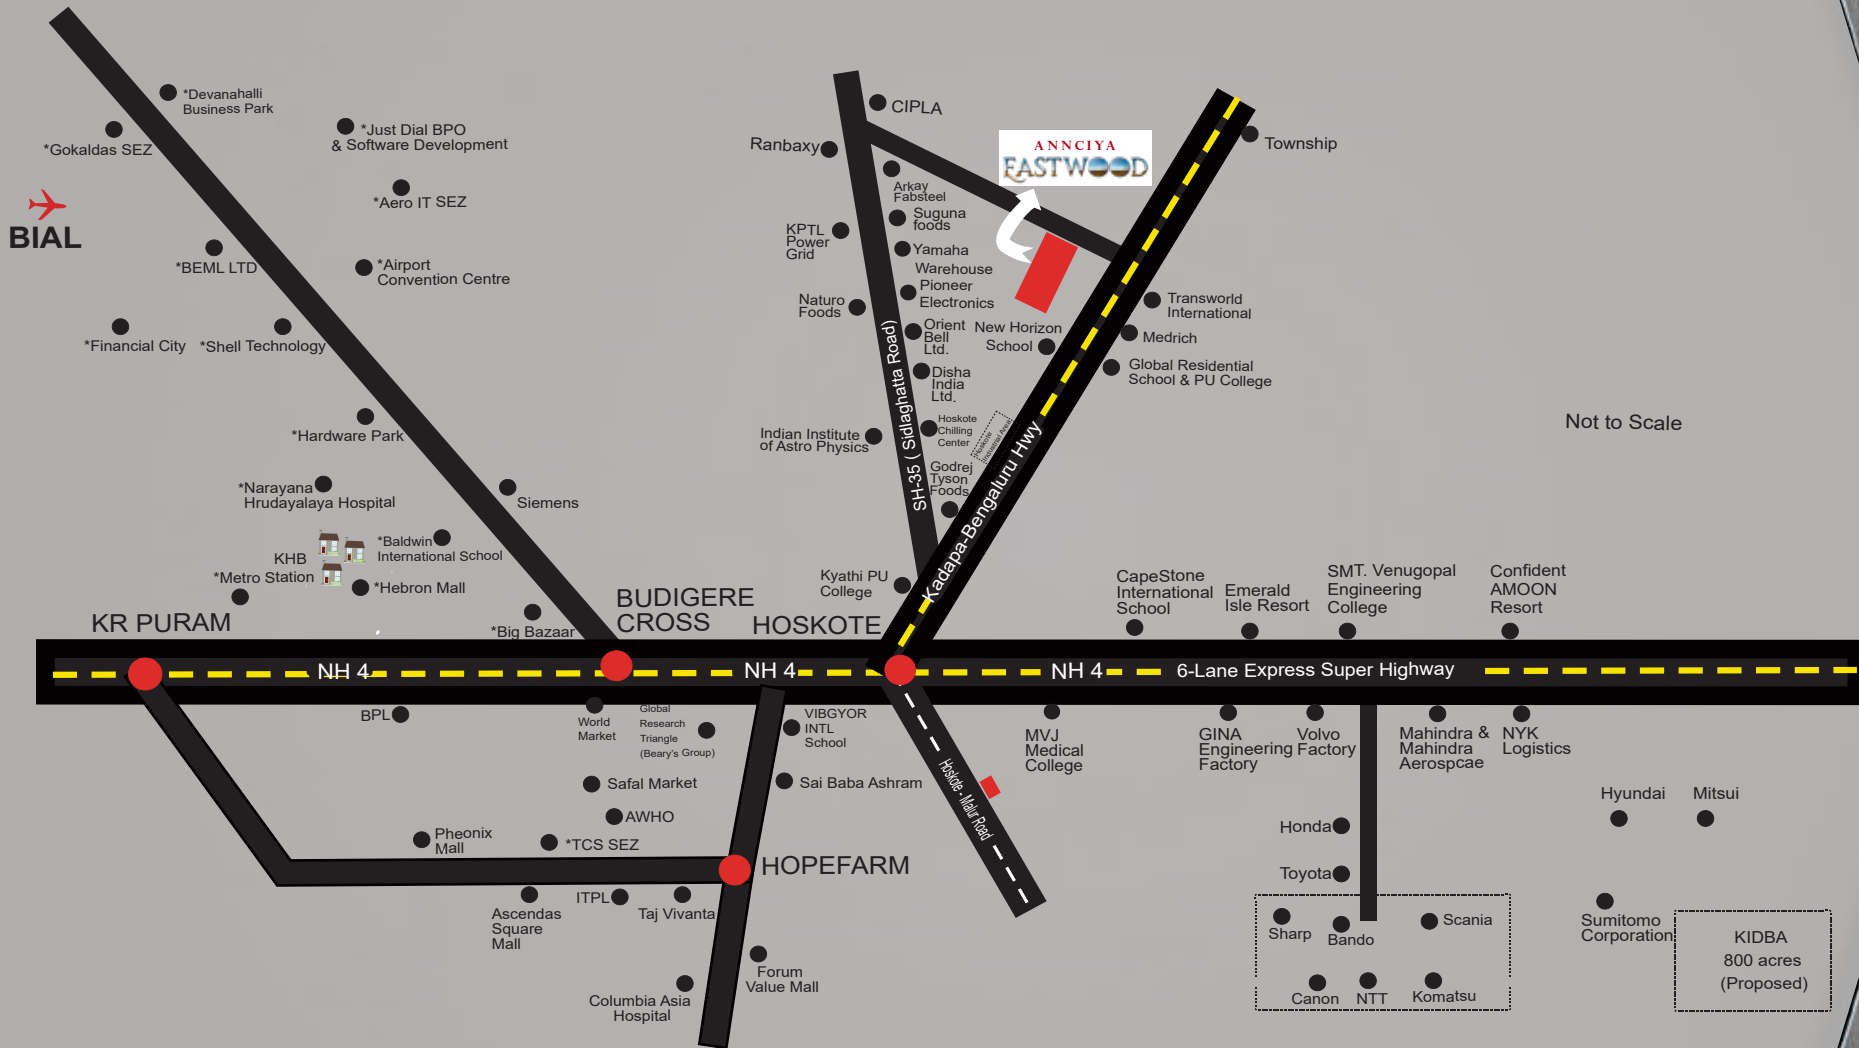 *Devanahalli
Business Park
*Gokaldas SEZ
*Just Dial BPO
& Software Development
*Aero IT SEZ
BIAL
*BEML LTD
*Airport
Convention Centre
*Financial City
*Shell Technology
*Hardware Park
*Narayana
Hrudayalaya Hospital
Siemens
*Baldwin
International School
KHB
*Metro Station
*Hebron Mall
*Big Bazaar
KR PURAM
BUDIGERE
CROSS
HOSKOTE
CIPLA
Ranbaxy
Arkay
Fabsteel
Suguna
foods
KPTL
Power
Grid
Yamaha
Warehouse
Pioneer
Electronics
Naturo
Foods
Orient
Bell
Ltd.
Disha
India
Ltd.
Hoskote
Chilling
Center
Indian Institute
of Astro Physics
Godrej
Tyson
Foods
Kyathi PU
College
SH-35 ( Sidlaghatta Road)
Kadapa-Bengaluru Hwy
Hoskote
Industrial Area
ANNCIYA
EASTWOOD
Township
New Horizon
School
Transworld
International
Medrich
Global Residential
School & PU College
Not to Scale
CapeStone
International
School
Emerald
Isle Resort
SMT. Venugopal
Engineering
College
Confident
AMOON
Resort
NH 4
NH 4
NH 4
6-Lane Express Super Highway
BPL
World
Market
Global
Research
Triangle
(Beary's Group)
VIBGYOR
INTL
School
Safal Market
Sai Baba Ashram
AWHO
Pheonix
Mall
*TCS SEZ
HOPEFARM
Ascendas
Square
Mall
ITPL
Taj Vivanta
Forum
Value Mall
Columbia Asia
Hospital
Hoskote - Malur Road
MVJ
Medical
College
GINA
Engineering
Factory
Volvo
Factory
Mahindra &
Mahindra
Aerospcae
NYK
Logistics
Hyundai
Mitsui
Honda
Toyota
Sharp
Bando
Scania
Canon
NTT
Komatsu
Sumitomo
Corporation
KIDBA
800 acres
(Proposed)